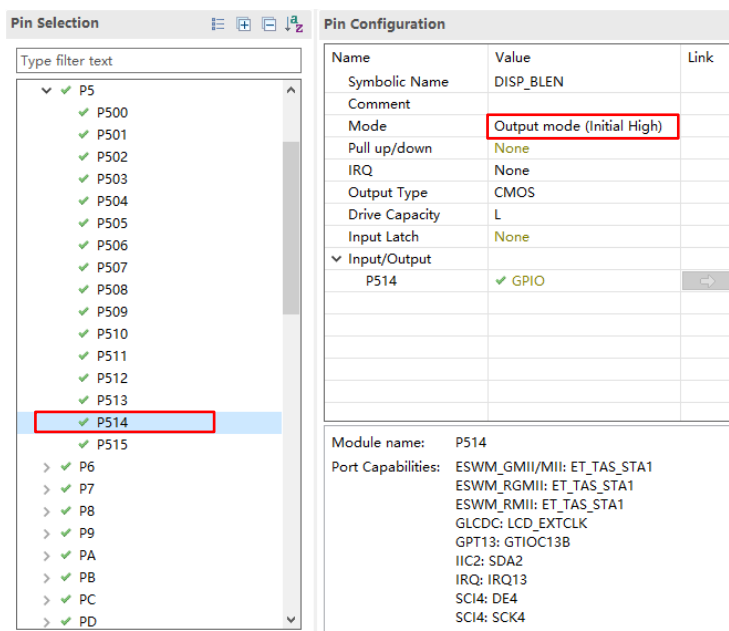 Pin Selection
Type filter text
P5
P500
P501
P502
P503
P504
P505
P506
P507
P508
P509
P510
P511
P512
P513
P514
P515
P6
P7
P8
P9
PA
PB
PC
PD
Pin Configuration
Name Value Link
Symbolic Name DISP_BLEN
Comment
Mode Output mode (Initial High)
Pull up/down None
IRQ None
Output Type CMOS
Drive Capacity L
Input Latch None
Input/Output
P514 GPIO
Module name: P514
Port Capabilities: ESWM_GMII/MII: ET_TAS_STA1
ESWM_RGMII: ET_TAS_STA1
ESWM_RMII: ET_TAS_STA1
GLCDC: LCD_EXTCLK
GPT13: GTIOC13B
IIC2: SDA2
IRQ: IRQ13
SCI4: DE4
SCI4: SCK4